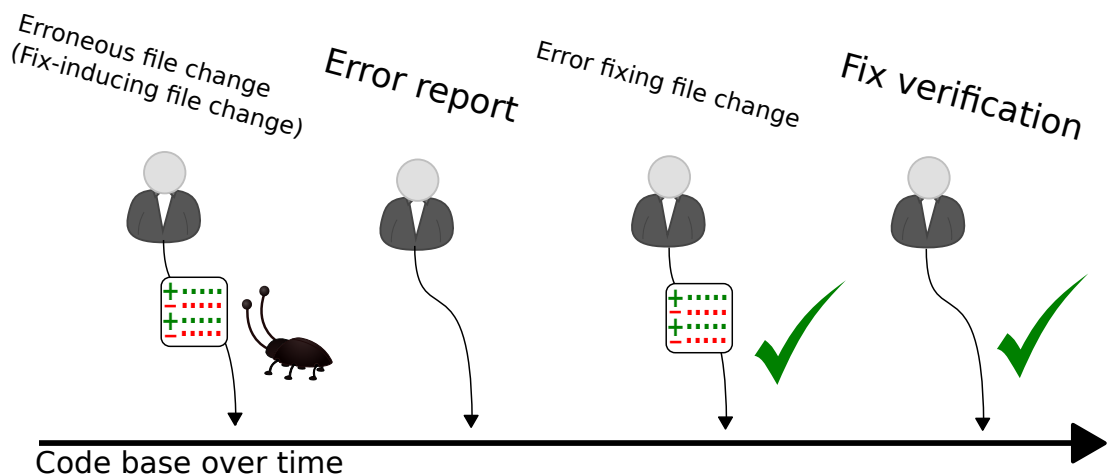 Erroneous file change
(Fix-inducing file change)
Error report
Error fixing file change
Fix verification
Code base over time